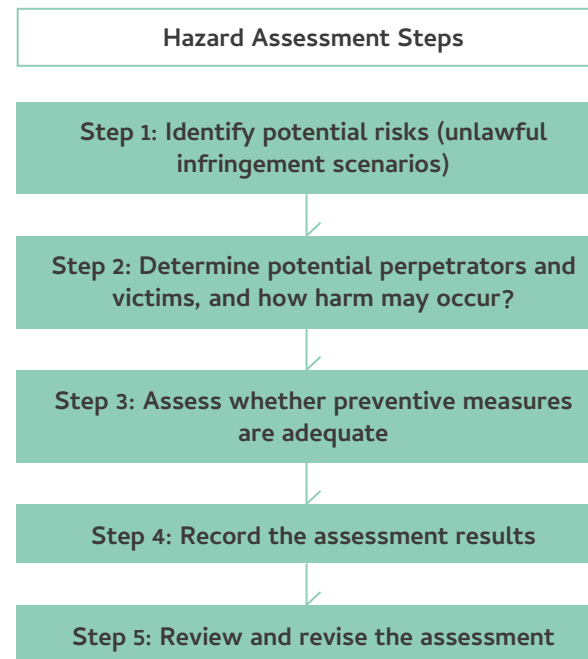 Hazard Assessment Steps
Step 1: Identify potential risks (unlawful
infringement scenarios)
Step 2: Determine potential perpetrators and
victims, and how harm may occur?
Step 3: Assess whether preventive measures
are adequate
Step 4: Record the assessment results
Step 5: Review and revise the assessment